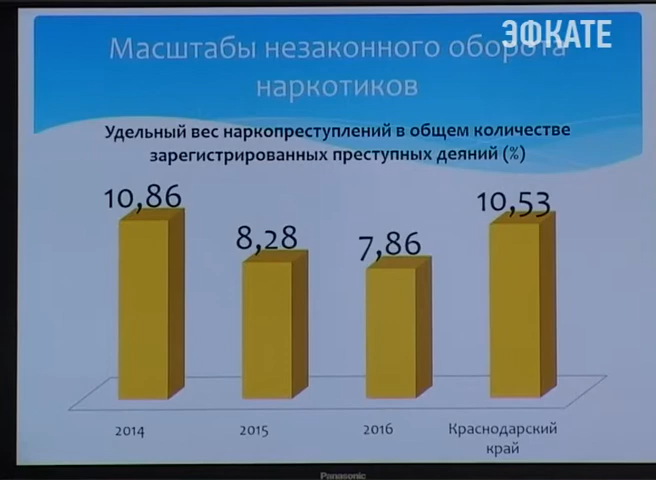 ЭФКАТЕ
Масштабы незаконного оборота
наркотиков
Удельный вес наркопреступлений в общем количестве
зарегистрированных преступных деяний (%)
10,86
8,28
7,86
10,53
2014
2015
2016
Краснодарский
край
Panasonic